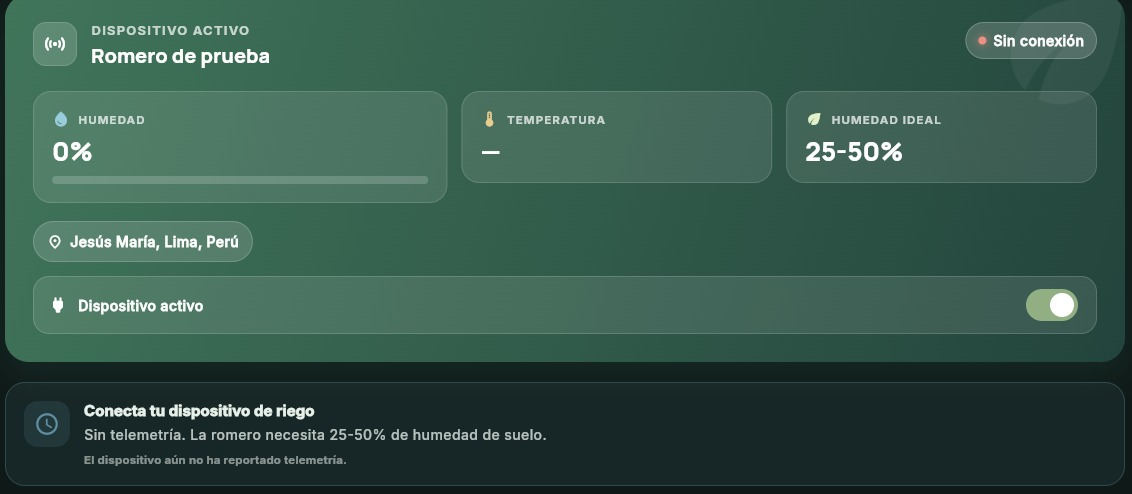 DISPOSITIVO ACTIVO
Romero de prueba
Sin conexión
HUMEDAD
0%
TEMPERATURA
—
HUMEDAD IDEAL
25-50%
Jesús María, Lima, Perú
Dispositivo activo
Conecta tu dispositivo de riego
Sin telemetría. La romero necesita 25-50% de humedad de suelo.
El dispositivo aún no ha reportado telemetría.